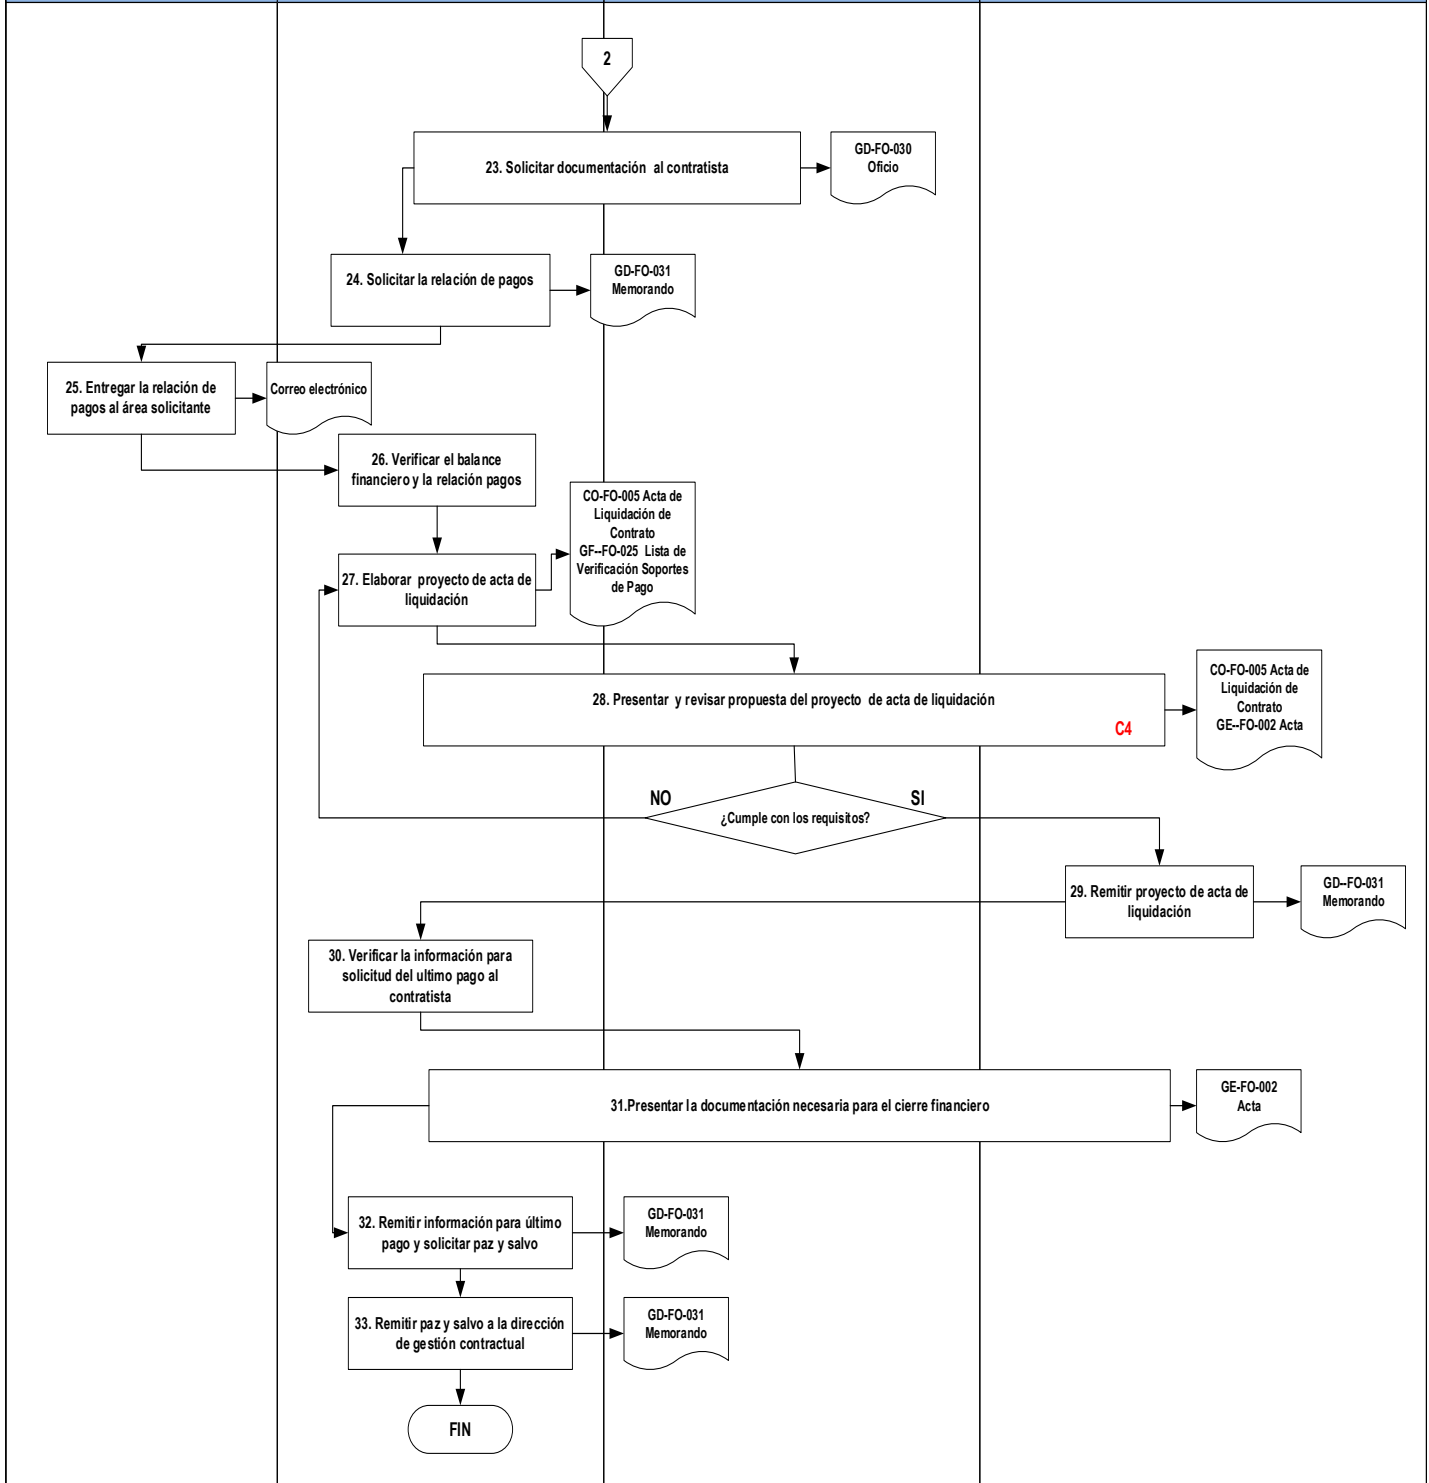 2
23. Solicitar documentación al contratista
GD-FO-030
Oficio
24. Solicitar la relación de pagos
GD-FO-031
Memorando
25. Entregar la relación de
pagos al área solicitante
Correo electrónico
26. Verificar el balance
financiero y la relación pagos
CO-FO-005 Acta de
Liquidación de
Contrato
GF--FO-025 Lista de
Verificación Soportes
de Pago
27. Elaborar proyecto de acta de
liquidación
28. Presentar y revisar propuesta del proyecto de acta de liquidación
C4
CO-FO-005 Acta de
Liquidación de
Contrato
GE--FO-002 Acta
NO
SI
¿Cumple con los requisitos?
29. Remitir proyecto de acta de
liquidación
GD--FO-031
Memorando
30. Verificar la información para
solicitud del ultimo pago al
contratista
31.Presentar la documentación necesaria para el cierre financiero
GE-FO-002
Acta
32. Remitir información para último
pago y solicitar paz y salvo
GD-FO-031
Memorando
33. Remitir paz y salvo a la dirección
de gestión contractual
GD-FO-031
Memorando
FIN